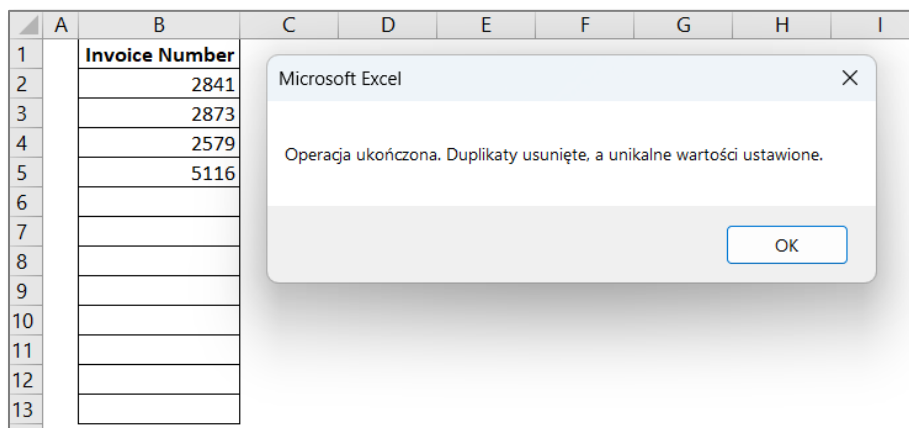 A B C D E F G H I
1 Invoice Number
Microsoft Excel
2 2841
3 2873
4 2579
Operacja ukończona. Duplikaty usunięte, a unikalne wartości ustawione.
5 5116
6
7
8
OK
9
10
11
12
13